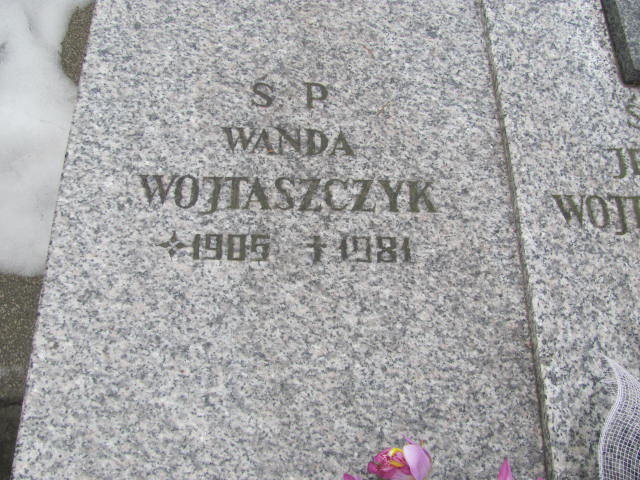 Ś P
WANDA
WOJTASZCZYK
1905 † 1981